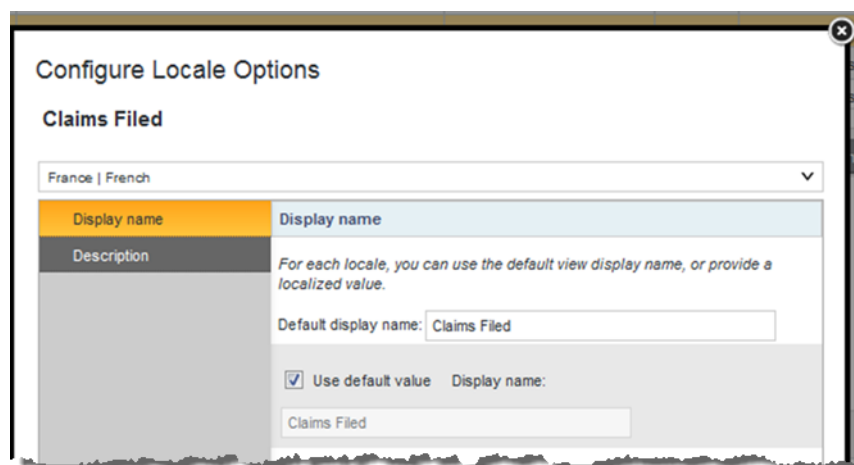 Configure Locale Options
Claims Filed
France | French
Display name
Description
Display name
For each locale, you can use the default view display name, or provide a
localized value.
Default display name: Claims Filed
Use default value Display name:
Claims Filed